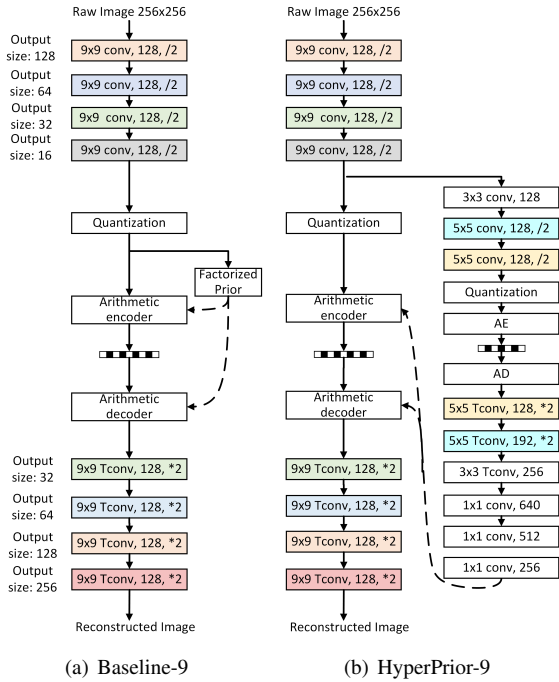 Raw Image 256x256
Output
size: 128
9x9 conv, 128, /2
Output
size: 64
9x9 conv, 128, /2
Output
size: 32
9x9 conv, 128, /2
Output
size: 16
9x9 conv, 128, /2
Quantization
Factorized
Prior
Arithmetic
encoder
Arithmetic
decoder
Output
size: 32
9x9 Tconv, 128, *2
Output
size: 64
9x9 Tconv, 128, *2
Output
size: 128
9x9 Tconv, 128, *2
Output
size: 256
9x9 Tconv, 128, *2
Reconstructed Image
(a) Baseline-9
Raw Image 256x256
9x9 conv, 128, /2
9x9 conv, 128, /2
9x9 conv, 128, /2
9x9 conv, 128, /2
Quantization
Arithmetic
encoder
Arithmetic
decoder
9x9 Tconv, 128, *2
9x9 Tconv, 128, *2
9x9 Tconv, 128, *2
9x9 Tconv, 128, *2
Reconstructed Image
3x3 conv, 128
5x5 conv, 128, /2
5x5 conv, 128, /2
Quantization
AE
AD
5x5 Tconv, 128, *2
5x5 Tconv, 192, *2
3x3 Tconv, 256
1x1 conv, 640
1x1 conv, 512
1x1 conv, 256
(b) HyperPrior-9